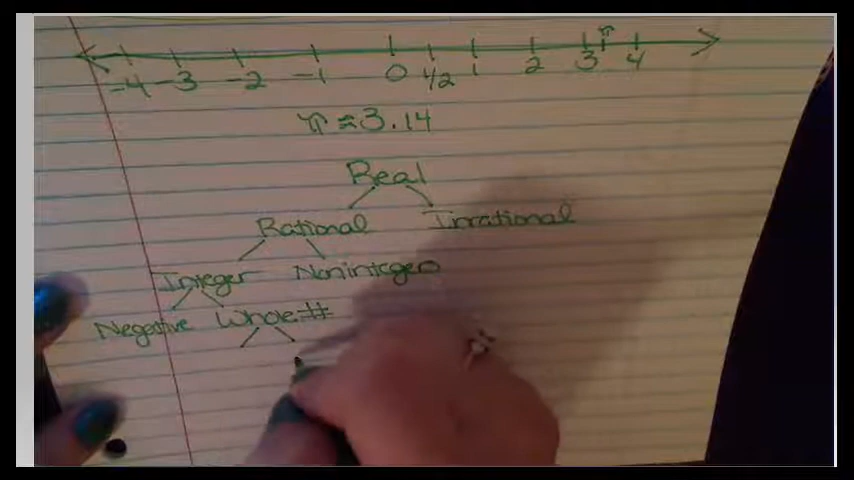 π
-4 -3 -2 -1 0 1/2 1 2 3 4
π ≈ 3.14
Real
Rational Irrational
Integer Nonintegers
Negative Whole #